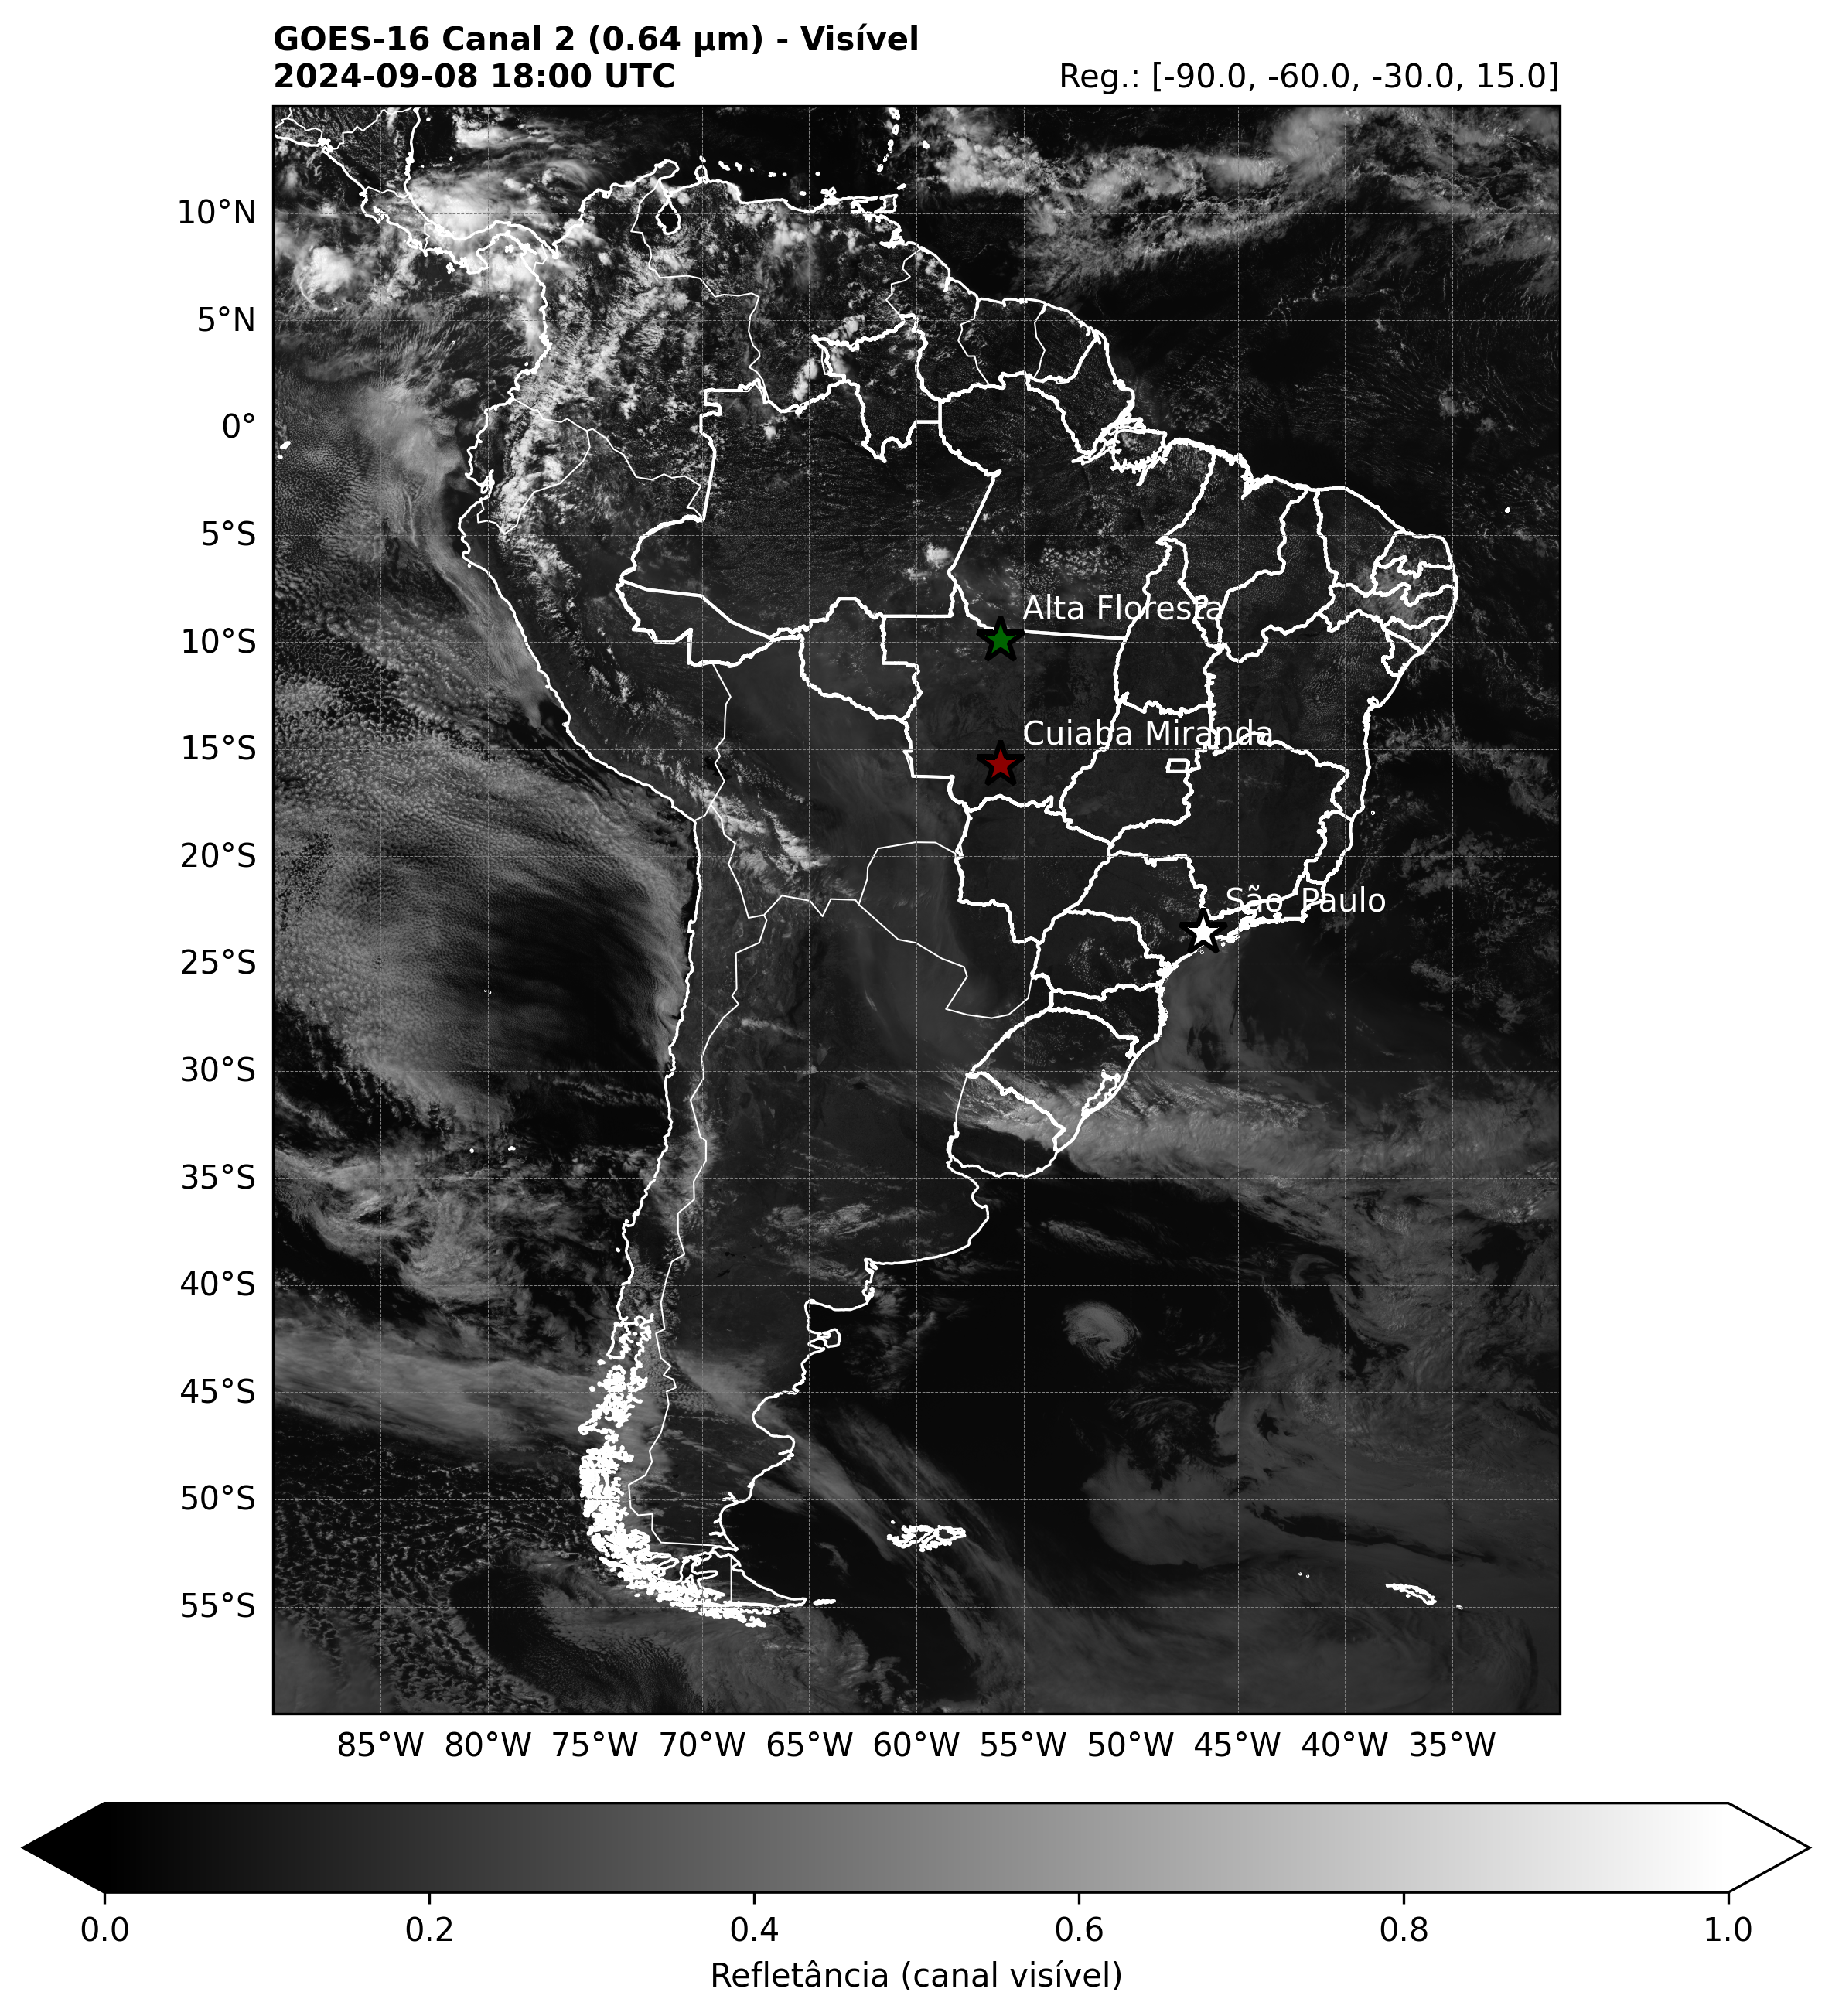 GOES-16 Canal 2 (0.64 µm) - Visível
2024-09-08 18:00 UTC
Reg.: [-90.0, -60.0, -30.0, 15.0]
10°N
5°N
0°
5°S
Alta Floresta
10°S
Cuiaba Miranda
15°S
20°S
São Paulo
25°S
30°S
35°S
40°S
45°S
50°S
55°S
85°W 80°W 75°W 70°W 65°W 60°W 55°W 50°W 45°W 40°W 35°W
0.0 0.2 0.4 0.6 0.8 1.0
Refletância (canal visível)